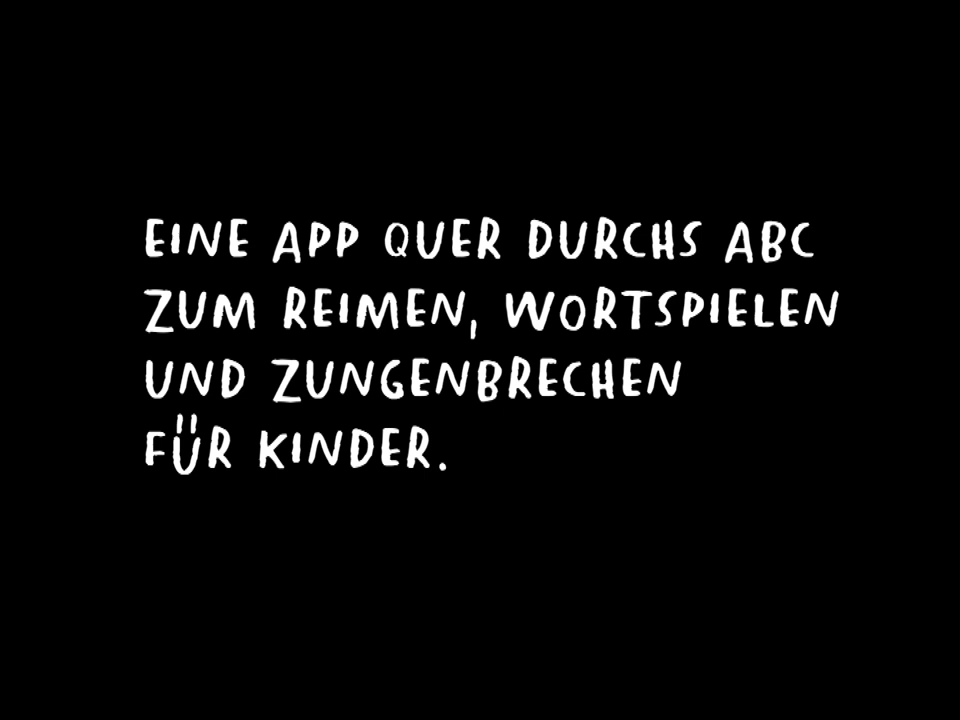 EINE APP QUER DURCHS ABC
ZUM REIMEN, WORTSPIELEN
UND ZUNGENBRECHEN
FÜR KINDER.